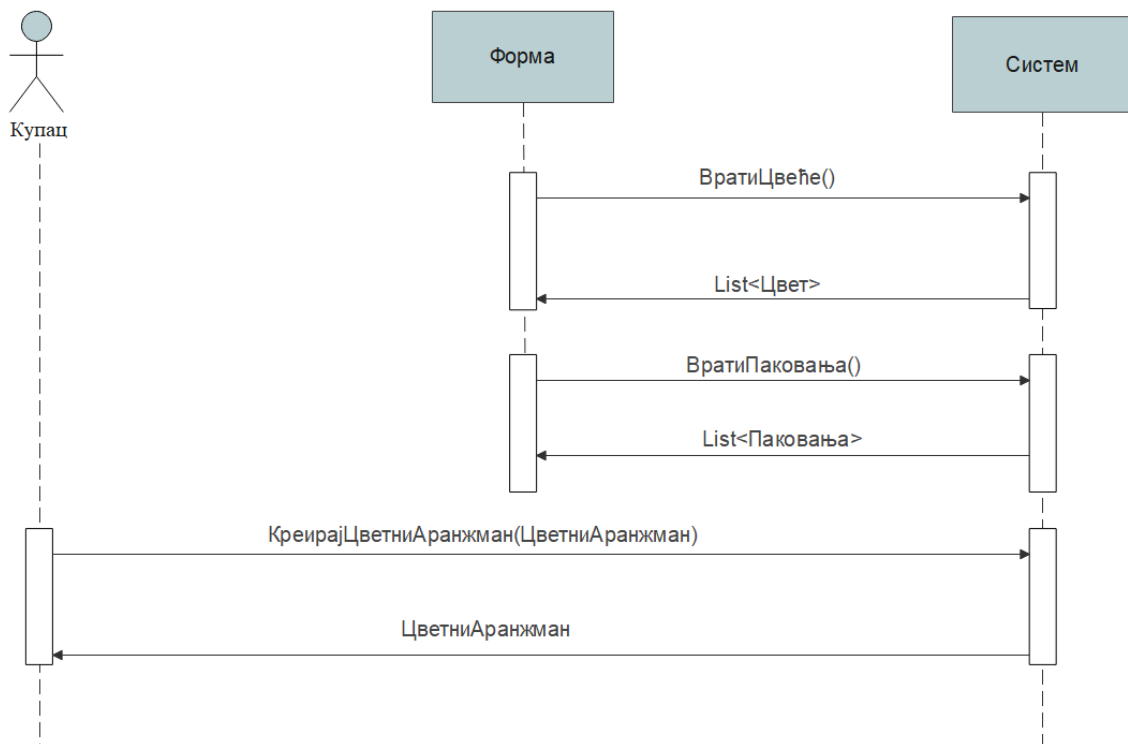 Форма
Систем
Купац
ВратиЦвеће()
List<Цвет>
ВратиПаковања()
List<Паковања>
КреирајЦветниАранжман(ЦветниАранжман)
ЦветниАранжман